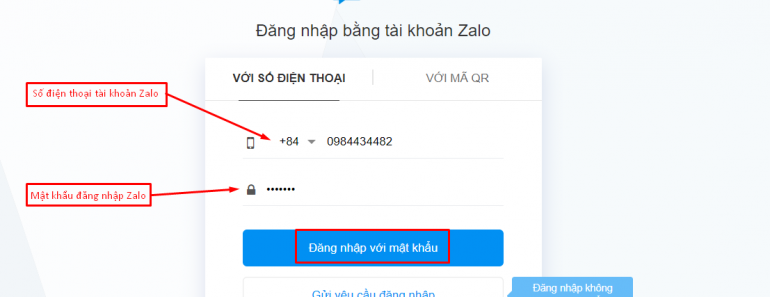 Đăng nhập bằng tài khoản Zalo
VỚI SỐ ĐIỆN THOẠI
VỚI MÃ QR
Số điện thoại tài khoản Zalo
+84
0984434482
Mật khẩu đăng nhập Zalo
Đăng nhập với mật khẩu
Gửi yêu cầu đăng nhập
Đăng nhập không